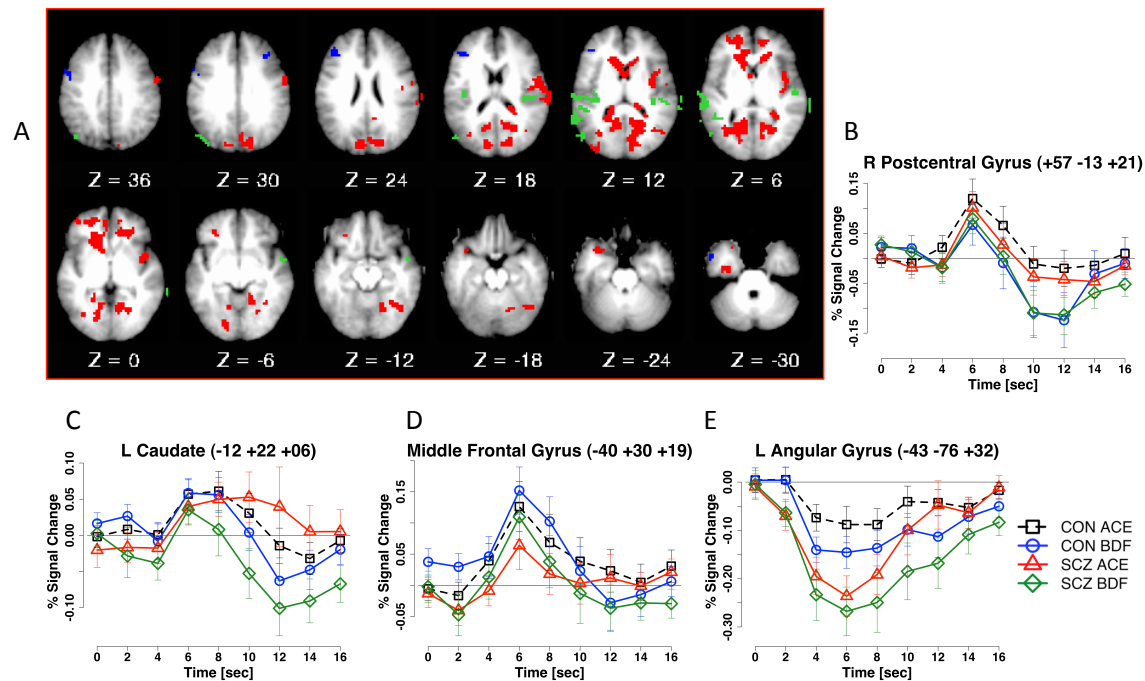 A
Z = 36
Z = 30
Z = 24
Z = 18
Z = 12
Z = 6
Z = 0
Z = -6
Z = -12
Z = -18
Z = -24
Z = -30
B
R Postcentral Gyrus (+57 -13 +21)
% Signal Change
0.15
0.05
-0.05
-0.15
0 2 4 6 8 10 12 14 16
Time [sec]
C
L Caudate (-12 +22 +06)
% Signal Change
0.10
0.05
0.00
-0.10
0 2 4 6 8 10 12 14 16
Time [sec]
D
Middle Frontal Gyrus (-40 +30 +19)
% Signal Change
0.15
0.05
-0.05
0 2 4 6 8 10 12 14 16
Time [sec]
E
L Angular Gyrus (-43 -76 +32)
% Signal Change
0.00
-0.10
-0.20
-0.30
0 2 4 6 8 10 12 14 16
Time [sec]
CON ACE
CON BDF
SCZ ACE
SCZ BDF